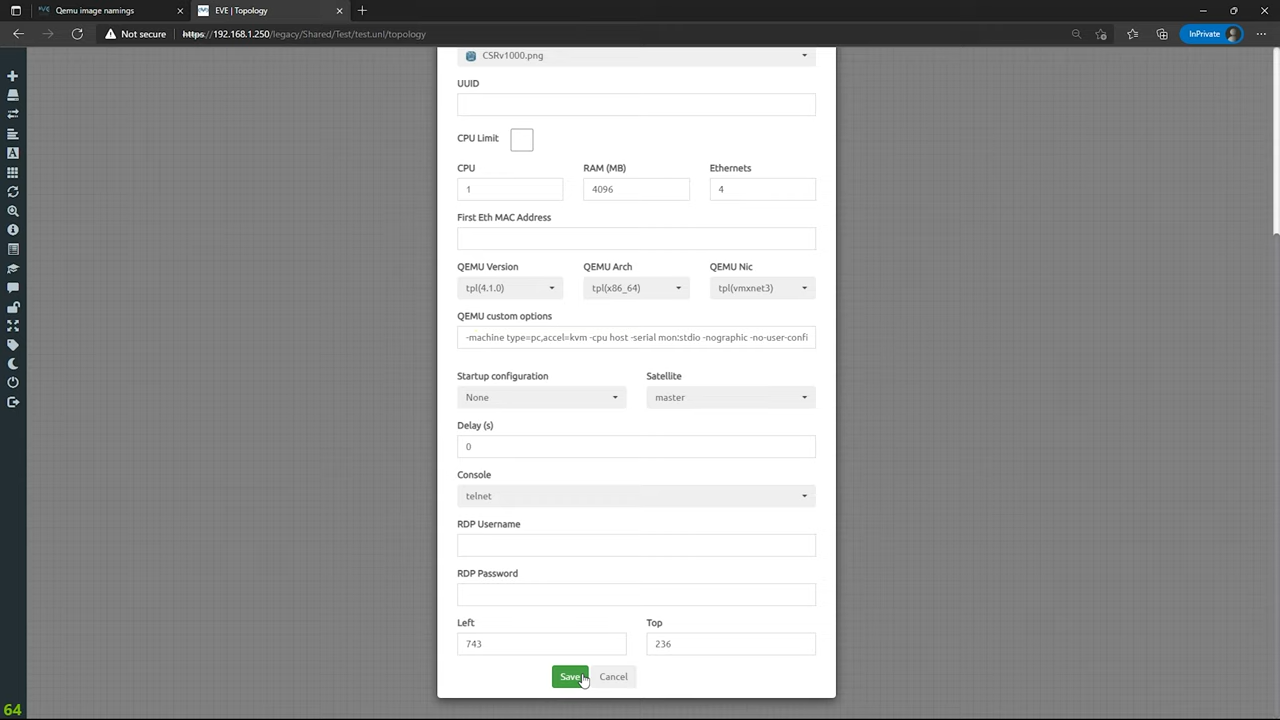 Qemu image namings
EVE | Topology
Not secure
https://192.168.1.250/legacy/Shared/Test/test.unl/topology
InPrivate
CSRv1000.png
UUID
CPU Limit
CPU RAM (MB) Ethernets
1 4096 4
First Eth MAC Address
QEMU Version QEMU Arch QEMU Nic
tpl(4.1.0) tpl(x86_64) tpl(vmxnet3)
QEMU custom options
-machine type=pc,accel=kvm -cpu host -serial mon:stdio -nographic -no-user-confi
Startup configuration Satellite
None master
Delay (s)
0
Console
telnet
RDP Username
RDP Password
Left Top
743 236
Save Cancel
64